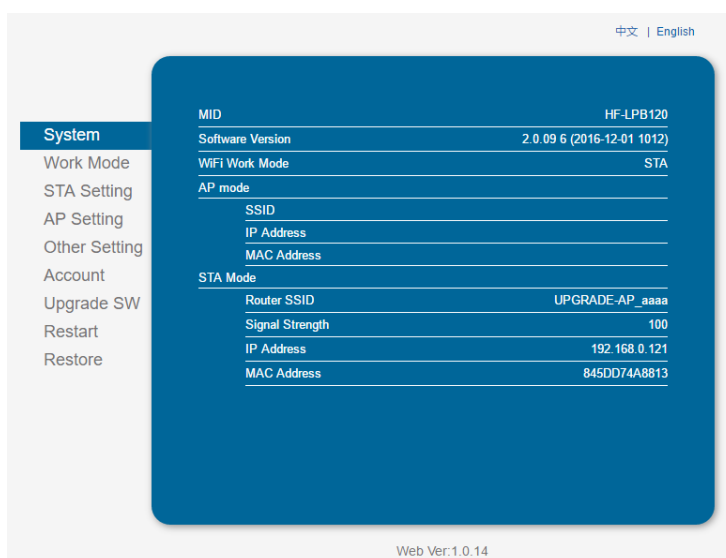 中文 | English
System
Work Mode
STA Setting
AP Setting
Other Setting
Account
Upgrade SW
Restart
Restore
MID HF-LPB120
Software Version 2.0.09 6 (2016-12-01 1012)
WiFi Work Mode STA
AP mode
SSID
IP Address
MAC Address
STA Mode
Router SSID UPGRADE-AP_aaaa
Signal Strength 100
IP Address 192.168.0.121
MAC Address 845DD74A8813
Web Ver:1.0.14